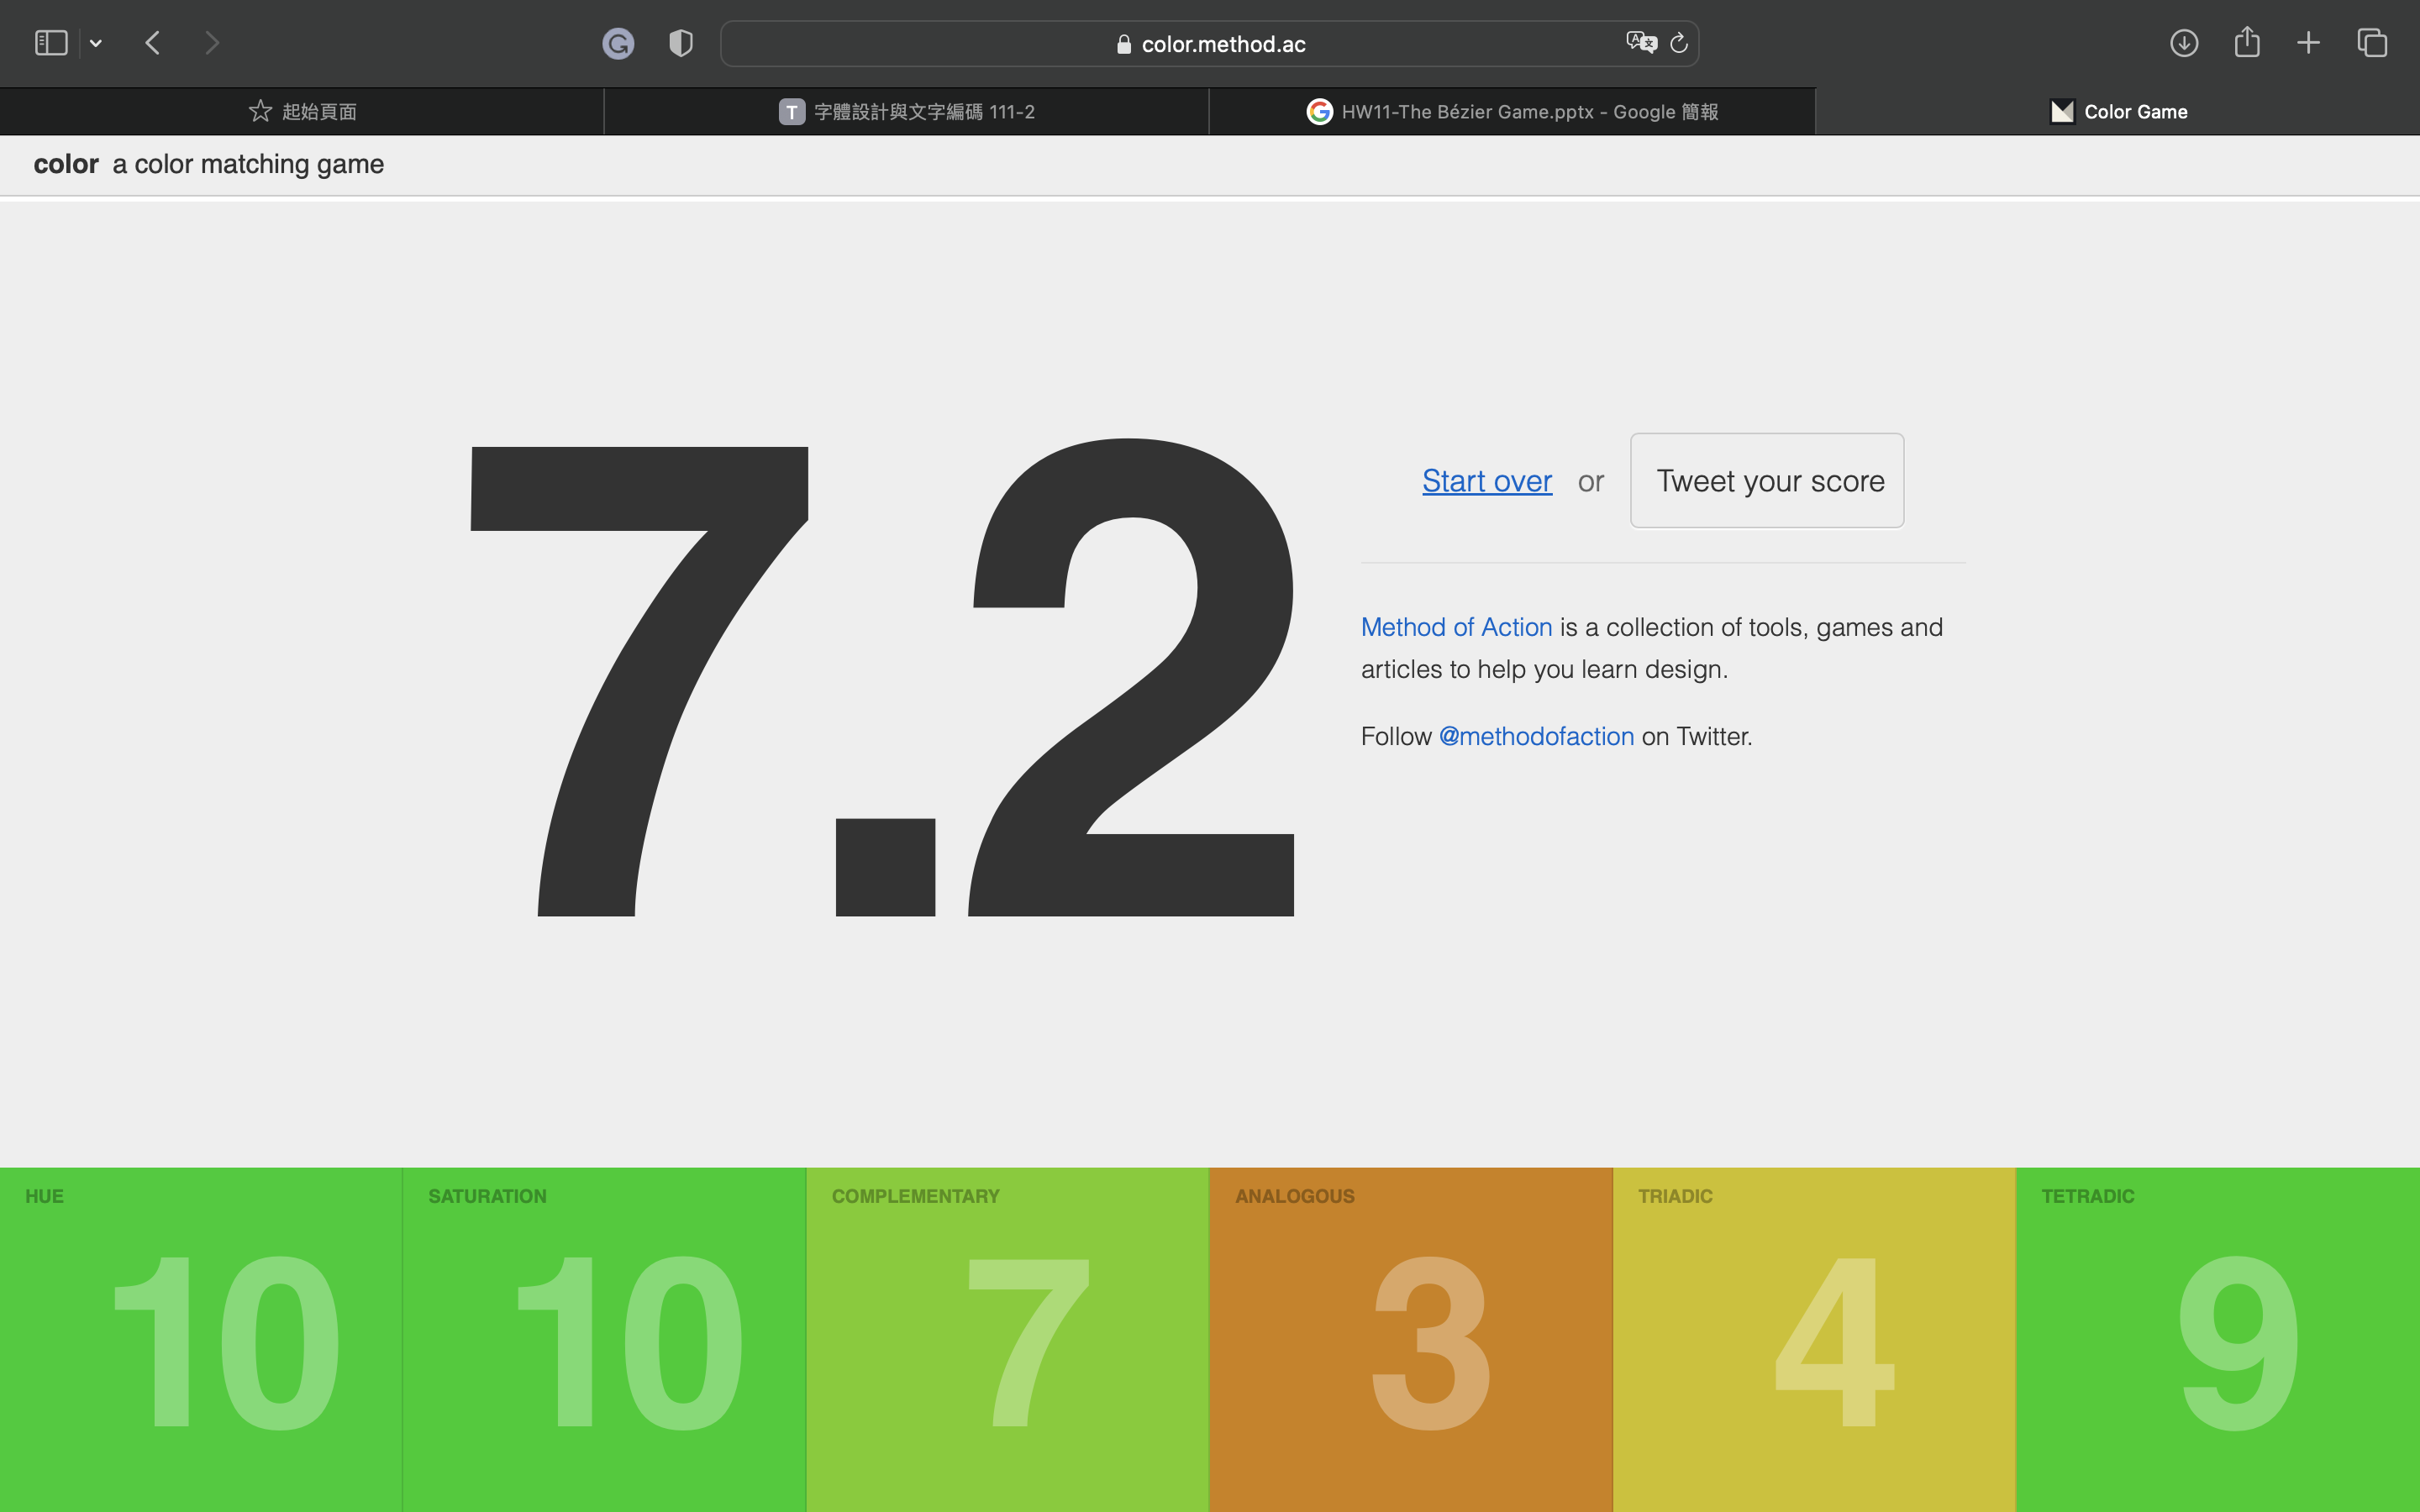 color.method.ac
起始頁面
T 字體設計與文字編碼 111-2
HW11-The Bézier Game.pptx - Google 簡報
Color Game
color a color matching game
7.2
Start over or Tweet your score
Method of Action is a collection of tools, games and
articles to help you learn design.
Follow @methodofaction on Twitter.
HUE
10
SATURATION
10
COMPLEMENTARY
7
ANALOGOUS
3
TRIADIC
4
TETRADIC
9